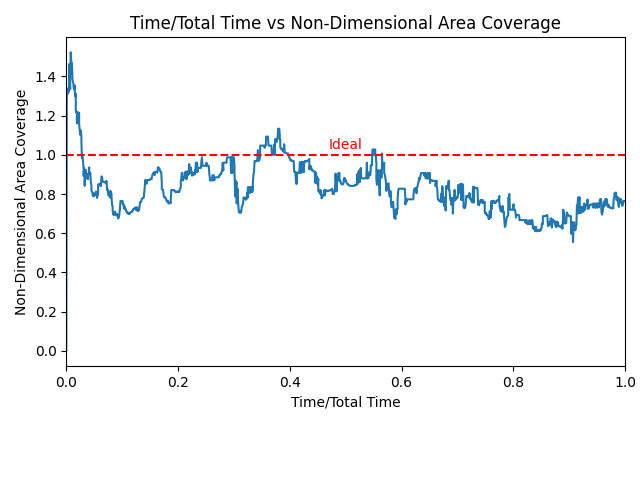 Time/Total Time vs Non-Dimensional Area Coverage
Non-Dimensional Area Coverage
1.4
1.2
1.0
0.8
0.6
0.4
0.2
0.0
Ideal
0.0 0.2 0.4 0.6 0.8 1.0
Time/Total Time